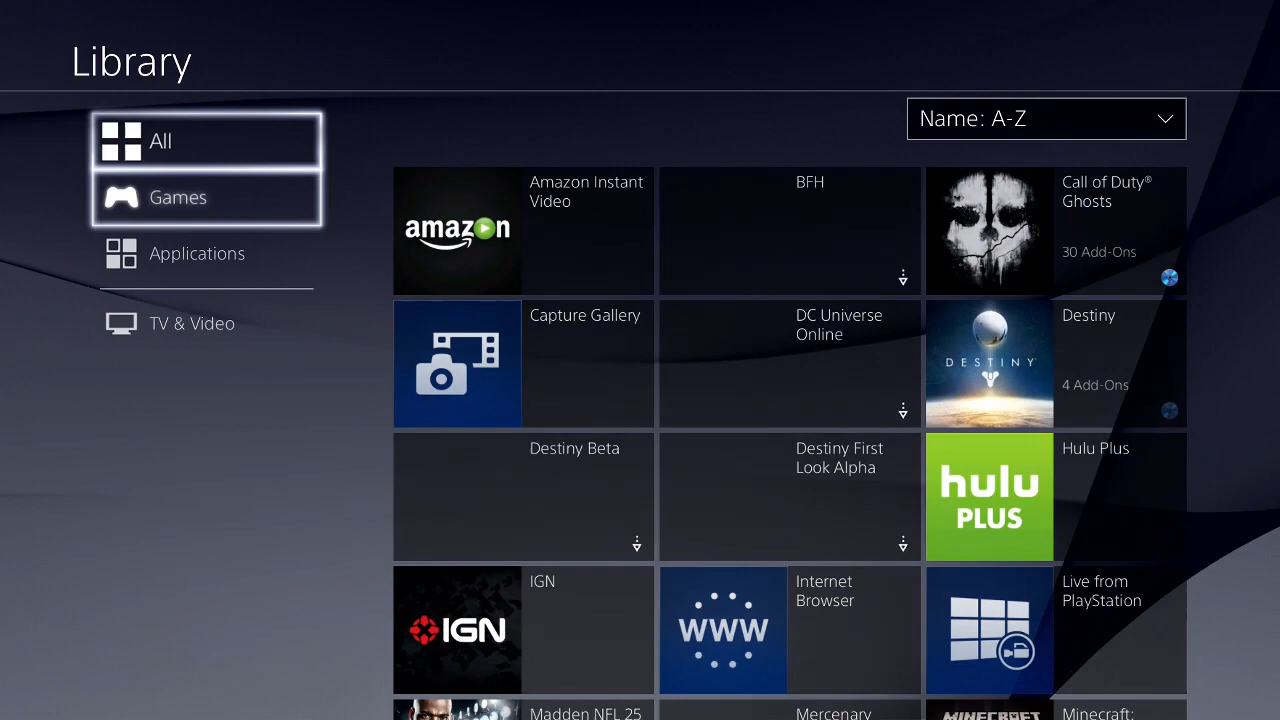 Library
All
Games
Applications
TV & Video
Name: A-Z
amazon
Amazon Instant
Video
BFH
Call of Duty®
Ghosts
30 Add-Ons
Capture Gallery
DC Universe
Online
DESTINY
Destiny
4 Add-Ons
Destiny Beta
Destiny First
Look Alpha
hulu
PLUS
Hulu Plus
IGN
IGN
WWW
Internet
Browser
Live from
PlayStation
Madden NFL 25
Mercenary
MINECRAFT
Minecraft: